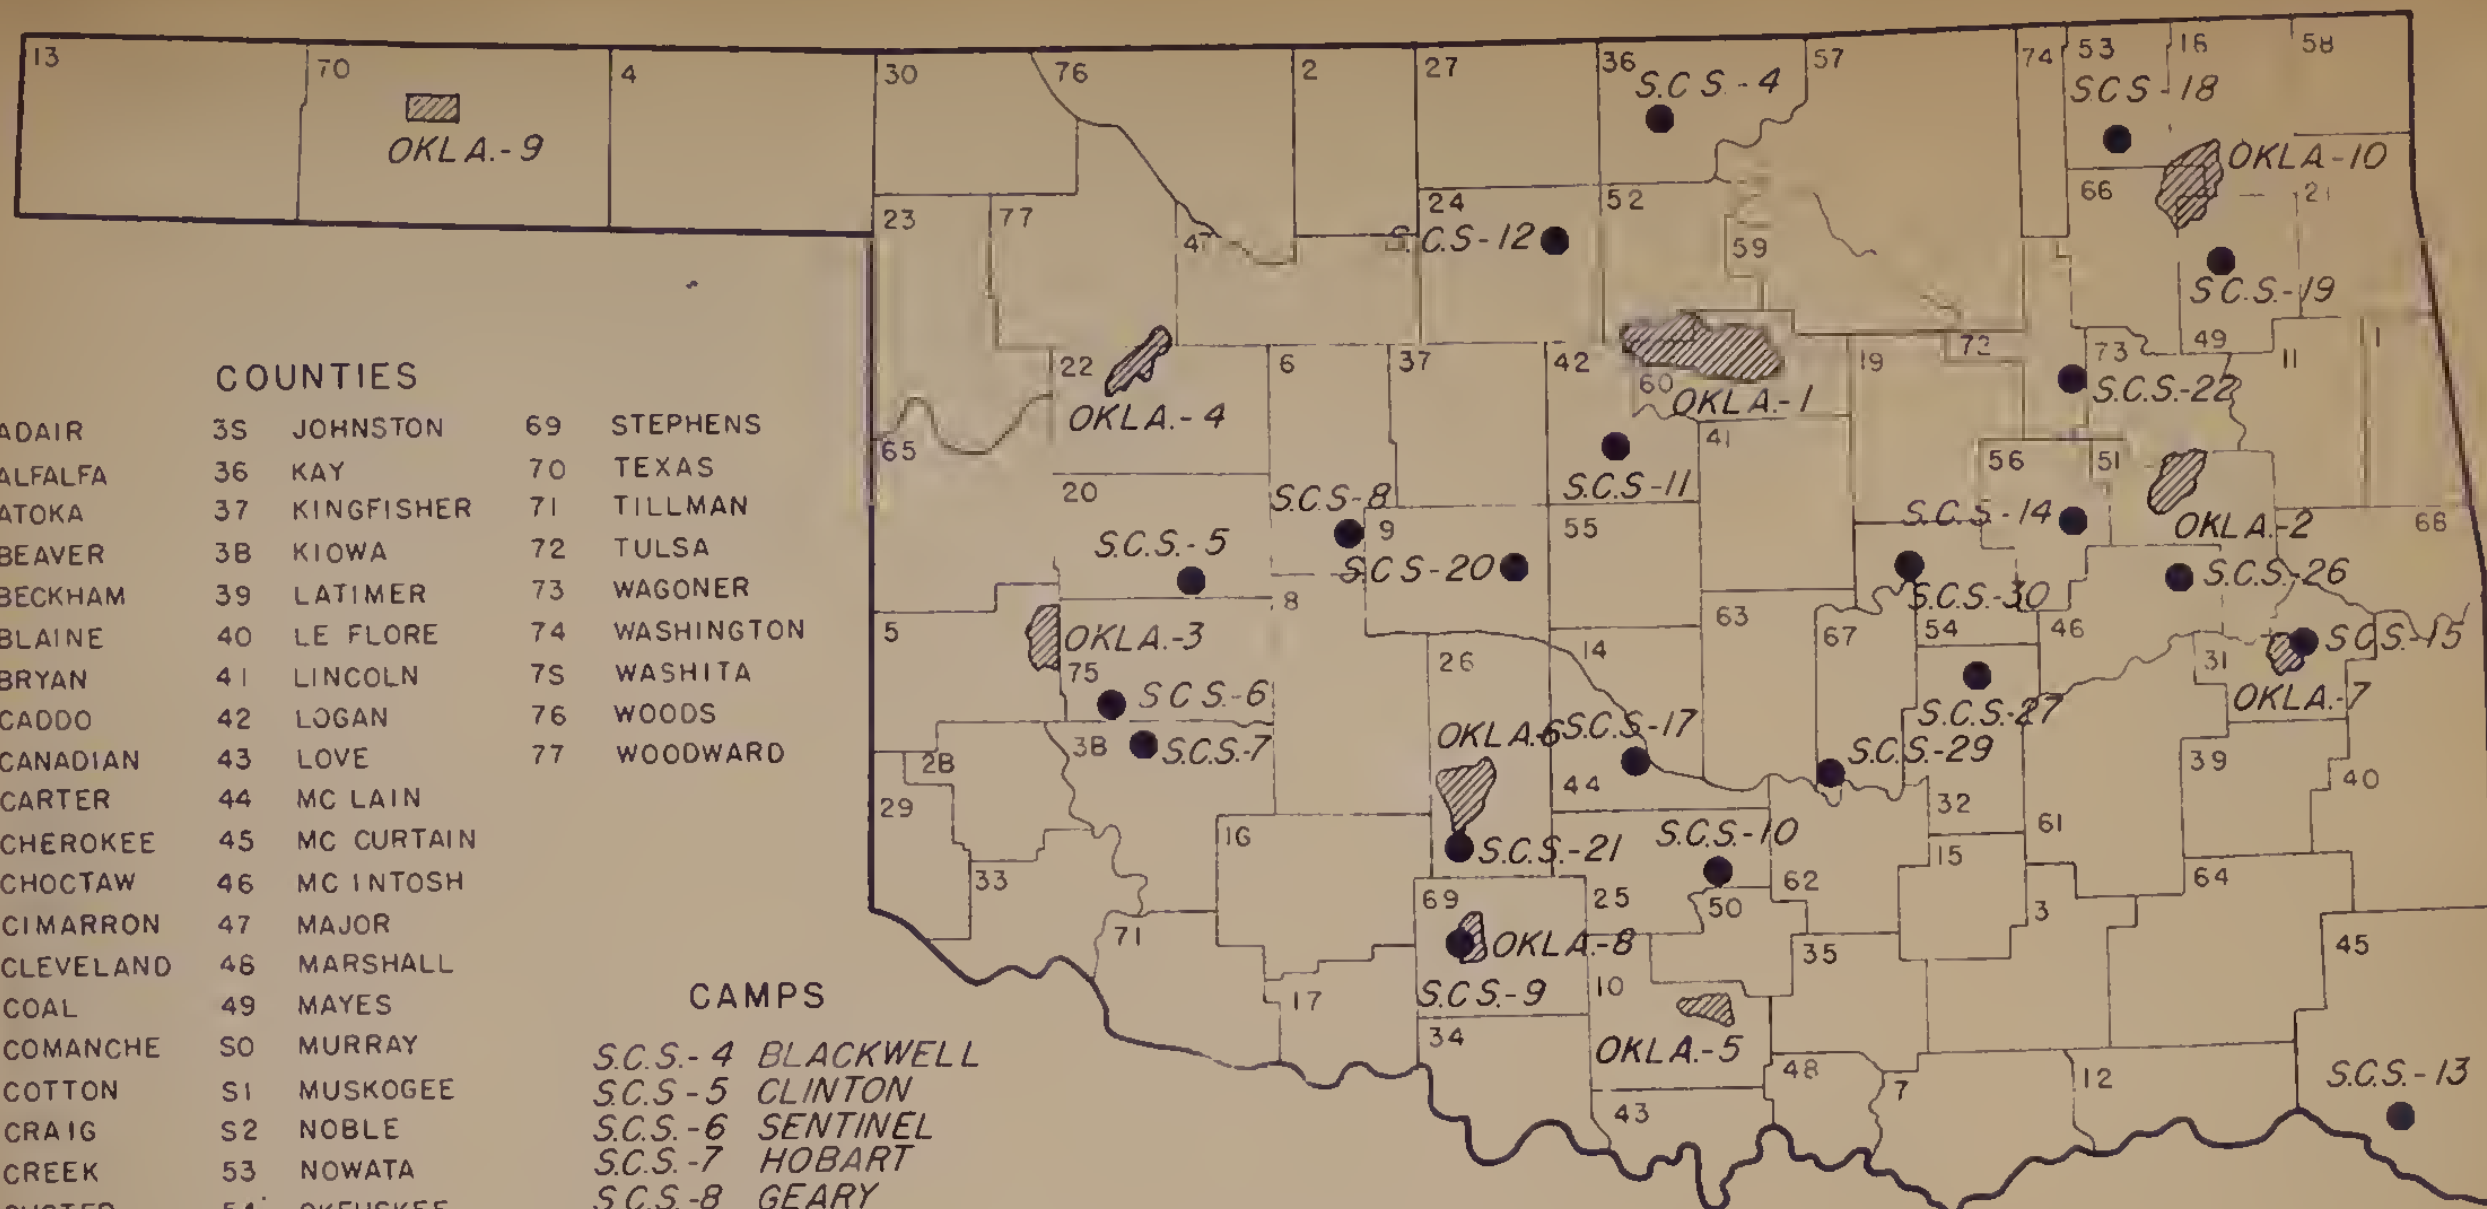 13
70
4
30
76
2
27
36
57
74
53
16
58
S.C.S.-4
SCS-18
OKLA.-9
OKLA-10
23
77
47
24
52
59
66
21
S.C.S-12
S.C.S.-19
COUNTIES
22
6
37
42
60
19
72
73
49
11
1
OKLA.-4
OKLA.-1
S.C.S.-22
65
20
41
56
51
S.C.S-8
S.C.S-11
S.C.S.-14
OKLA.-2
68
9
55
S.C.S.-5
S.C.S-20
S.C.S.-30
S.C.S.-26
5
8
OKLA.-3
75
26
14
63
67
54
46
31
S.C.S.-15
S.C.S.-6
OKLA.-7
OKLA.-6
S.C.S.-17
S.C.S.-27
38
S.C.S.-7
S.C.S.-29
28
29
44
32
39
40
33
16
S.C.S.-21
S.C.S.-10
15
61
64
69
25
50
62
3
71
OKLA.-8
35
45
17
S.C.S.-9
10
34
OKLA.-5
48
7
12
43
S.C.S.-13
ADAIR 35 JOHNSTON 69 STEPHENS
ALFALFA 36 KAY 70 TEXAS
ATOKA 37 KINGFISHER 71 TILLMAN
BEAVER 38 KIOWA 72 TULSA
BECKHAM 39 LATIMER 73 WAGONER
BLAINE 40 LE FLORE 74 WASHINGTON
BRYAN 41 LINCOLN 75 WASHITA
CADDO 42 LOGAN 76 WOODS
CANADIAN 43 LOVE 77 WOODWARD
CARTER 44 MC LAIN
CHEROKEE 45 MC CURTAIN
CHOCTAW 46 MC INTOSH
CIMARRON 47 MAJOR
CLEVELAND 48 MARSHALL
COAL 49 MAYES
COMANCHE 50 MURRAY
COTTON 51 MUSKOGEE
CRAIG 52 NOBLE
CREEK 53 NOWATA
CAMPS
S.C.S.-4 BLACKWELL
S.C.S-5 CLINTON
S.C.S.-6 SENTINEL
S.C.S.-7 HOBART
S.C.S.-8 GEARY